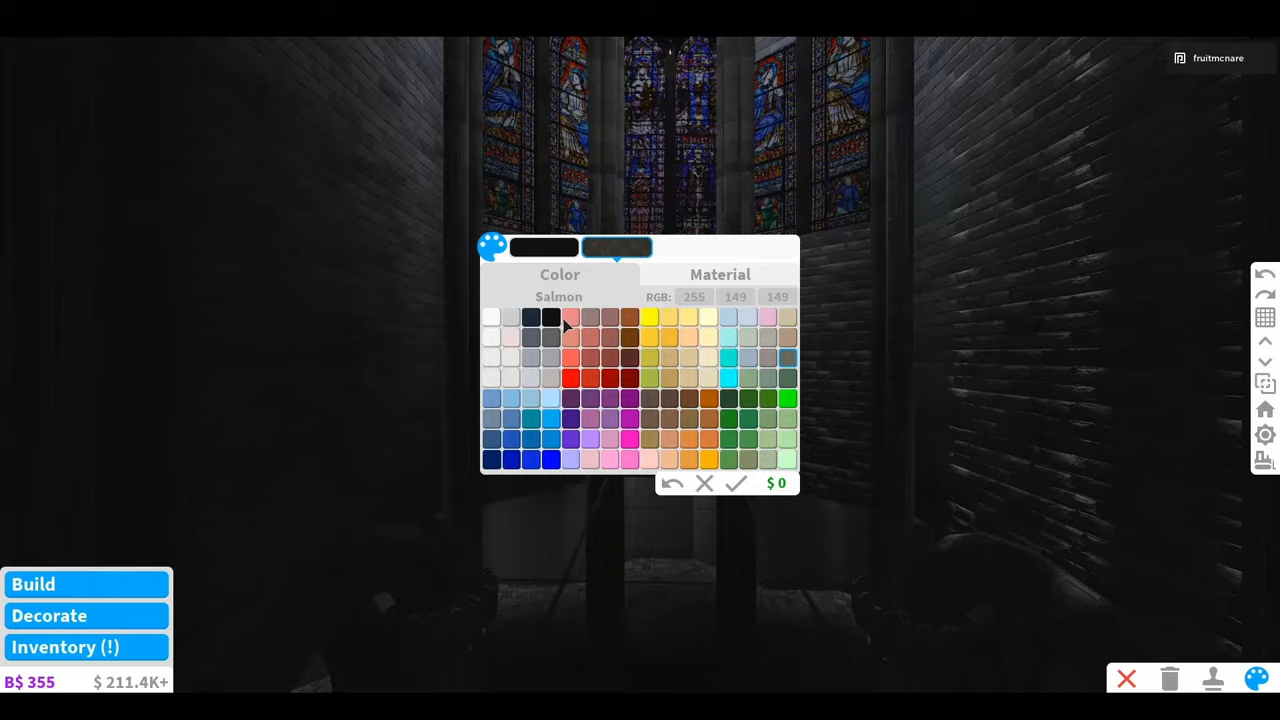 fruitmcnare
Color
Material
Salmon
RGB: 255 149 149
$ 0
Build
Decorate
Inventory (!)
B$ 355
$ 211.4K+